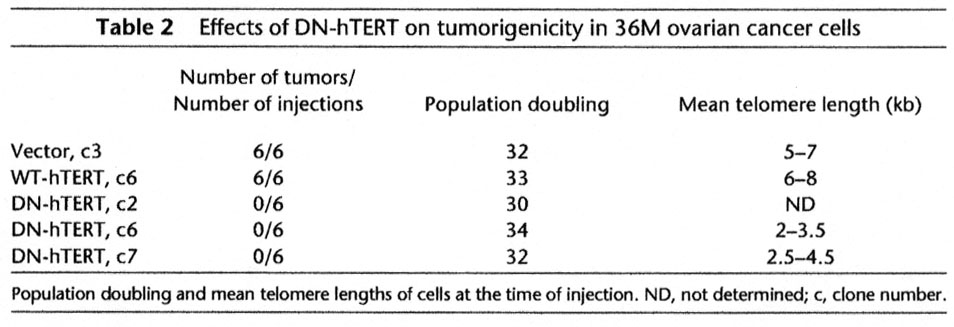 Table 2 Effects of DN-hTERT on tumorigenicity in 36M ovarian cancer cells
Number of tumors/
Number of injections Population doubling Mean telomere length (kb)
Vector, c3 6/6 32 5–7
WT-hTERT, c6 6/6 33 6–8
DN-hTERT, c2 0/6 30 ND
DN-hTERT, c6 0/6 34 2–3.5
DN-hTERT, c7 0/6 32 2.5–4.5
Population doubling and mean telomere lengths of cells at the time of injection. ND, not determined; c, clone number.